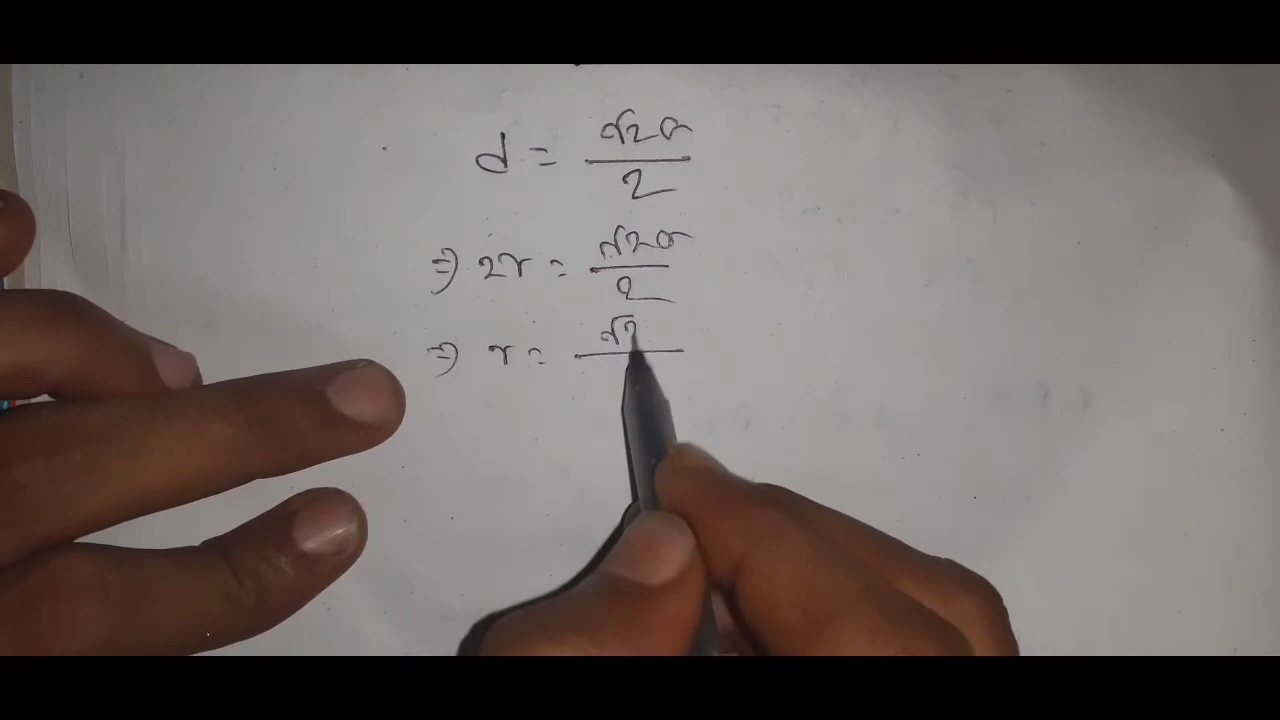 d = √2a/2
⇒ 2r = √2a/2
⇒ r = √2